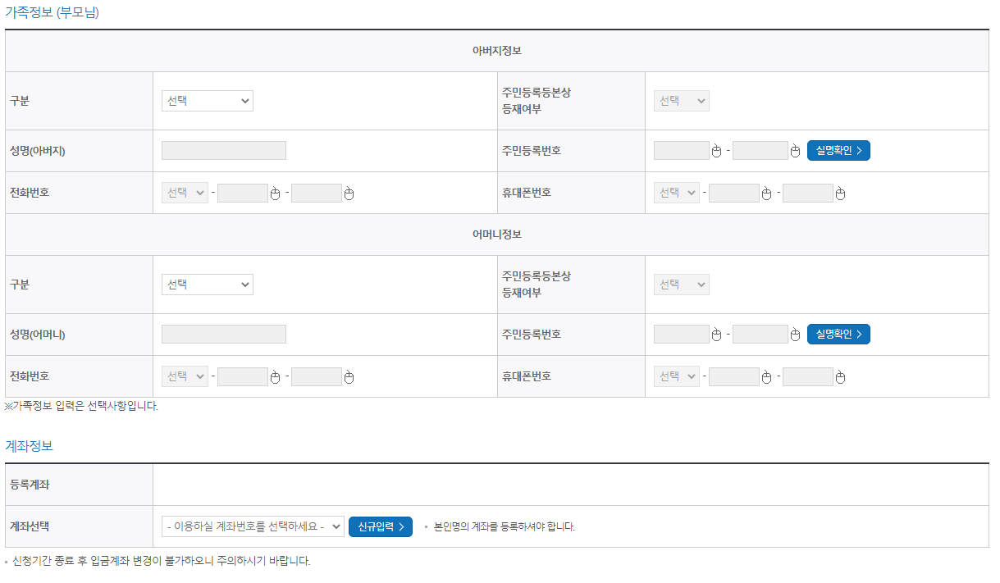 가족정보 (부모님)
아버지정보
구분 선택 주민등록등본상 등재여부 선택
성명(아버지) 주민등록번호 - 실명확인 >
전화번호 선택 - - 휴대폰번호 선택 - -
어머니정보
구분 선택 주민등록등본상 등재여부 선택
성명(어머니) 주민등록번호 - 실명확인 >
전화번호 선택 - - 휴대폰번호 선택 - -
※가족정보 입력은 선택사항입니다.
계좌정보
등록계좌
계좌선택 - 이용하실 계좌번호를 선택하세요 - 신규입력 > 본인명의 계좌를 등록하셔야 합니다.
신청기간 종료 후 입금계좌 변경이 불가하오니 주의하시기 바랍니다.